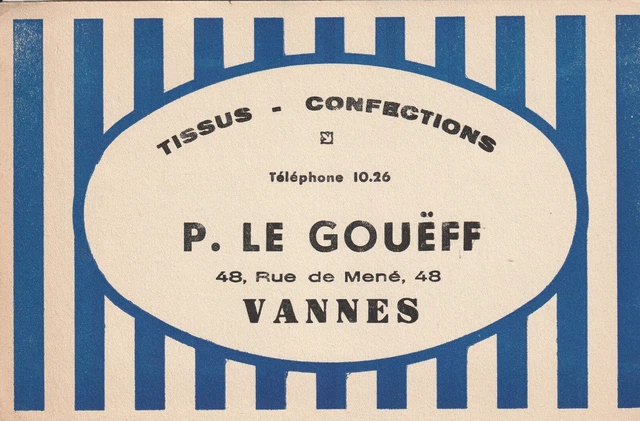 TISSUS - CONFECTIONS
Téléphone 10.26
P. LE GOUËFF
48, Rue de Mené, 48
VANNES